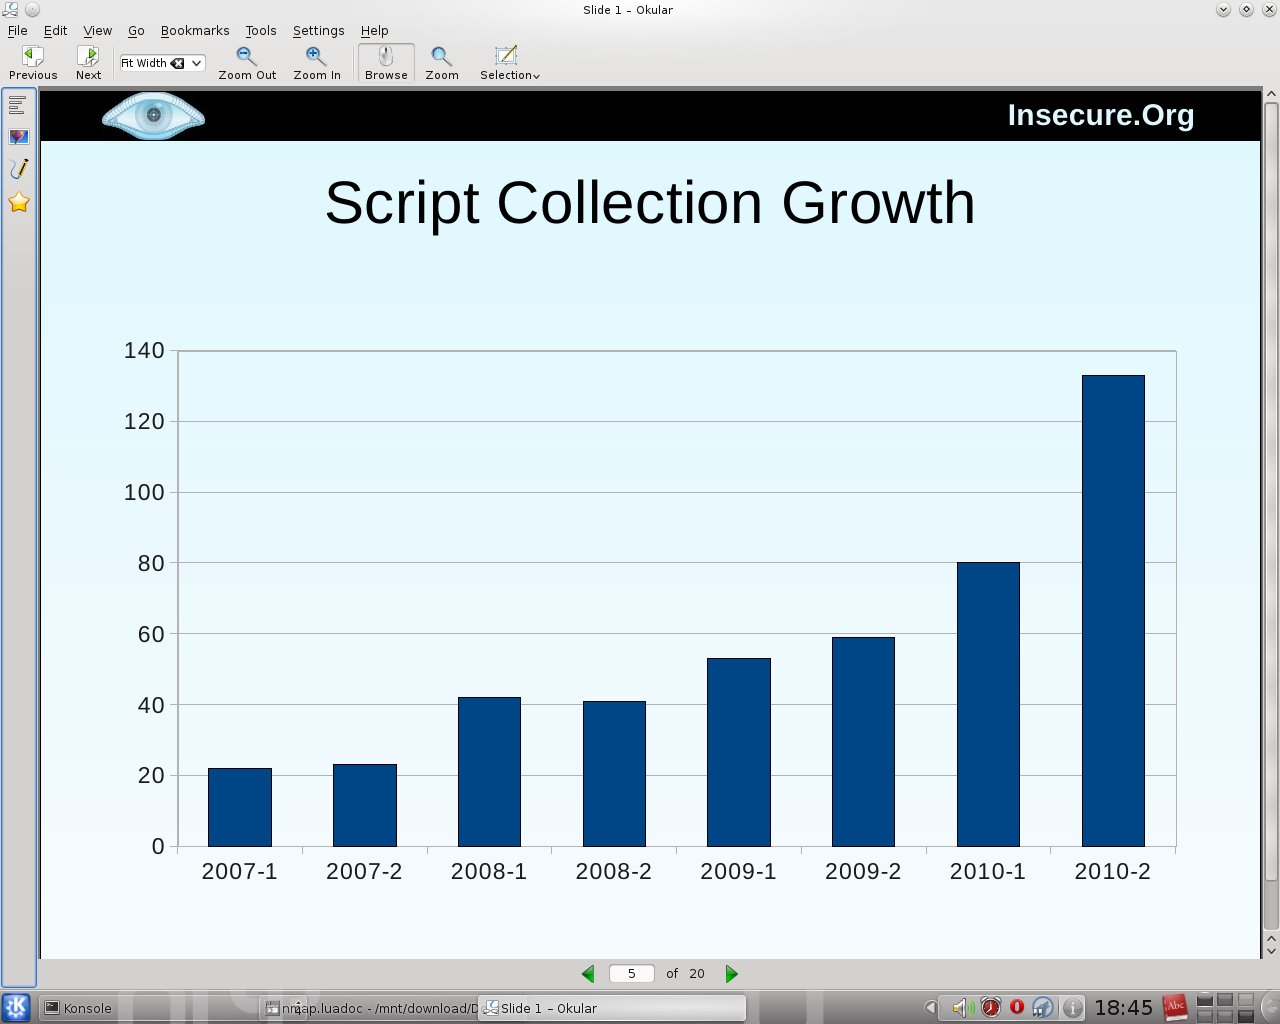 Slide 1 – Okular
File Edit View Go Bookmarks Tools Settings Help
Previous Next Fit Width Zoom Out Zoom In Browse Zoom Selection
Insecure.Org
Script Collection Growth
140
120
100
80
60
40
20
0
2007-1 2007-2 2008-1 2008-2 2009-1 2009-2 2010-1 2010-2
5 of 20
Konsole nmap.luadoc - /mnt/download/D Slide 1 – Okular 18:45 Abc